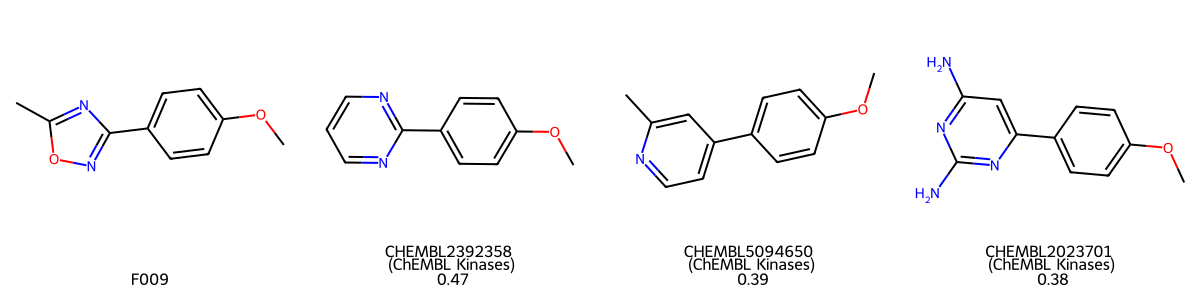 H₂N
N
O
N
O
N
N
O
N
O
N
N
H₂N
O
F009
CHEMBL2392358
(ChEMBL Kinases)
0.47
CHEMBL5094650
(ChEMBL Kinases)
0.39
CHEMBL2023701
(ChEMBL Kinases)
0.38